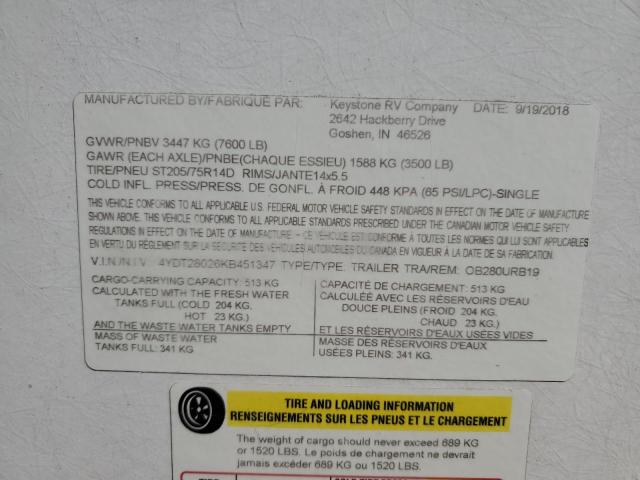 MANUFACTURED BY/FABRIQUE PAR: Keystone RV Company DATE: 9/19/2018
2642 Hackberry Drive
Goshen, IN 46526
GVWR/PNBV 3447 KG (7600 LB)
GAWR (EACH AXLE)/PNBE(CHAQUE ESSIEU) 1588 KG (3500 LB)
TIRE/PNEU ST205/75R14D RIMS/JANTE14x5.5
COLD INFL. PRESS/PRESS. DE GONFL. À FROID 448 KPA (65 PSI/LPC)-SINGLE
THIS VEHICLE CONFORMS TO ALL APPLICABLE U.S. FEDERAL MOTOR VEHICLE SAFETY STANDARDS IN EFFECT ON THE DATE OF MANUFACTURE
SHOWN ABOVE. THIS VEHICLE CONFORMS TO ALL APPLICABLE STANDARDS PRESCRIBED UNDER THE CANADIAN MOTOR VEHICLE SAFETY
REGULATIONS IN EFFECT ON THE DATE OF MANUFACTURE – CE VÉHICULE EST CONFORME À TOUTES LES NORMES QUI LUI SONT APPLICABLES
EN VERTU DU RÈGLEMENT SUR LA SÉCURITÉ DES VÉHICULES AUTOMOBILES DU CANADA EN VIGUEUR À LA DATE DE SA FABRICATION
V.I.N./N.I.V. 4YDT28026KB451347 TYPE/TYPE. TRAILER TRA/REM: OB280URB19
CARGO-CARRYING CAPACITY: 513 KG
CALCULATED WITH THE FRESH WATER
TANKS FULL (COLD 204 KG.
HOT 23 KG.)
AND THE WASTE WATER TANKS EMPTY
MASS OF WASTE WATER
TANKS FULL: 341 KG.
CAPACITÉ DE CHARGEMENT: 513 KG.
CALCULÉE AVEC LES RÉSERVOIRS D'EAU
DOUCE PLEINS (FROID 204 KG.
CHAUD 23 KG.)
ET LES RÉSERVOIRS D'EAUX USÉES VIDES
MASSE DES RÉSERVOIRS D'EAUX
USÉES PLEINS: 341 KG.
TIRE AND LOADING INFORMATION
RENSEIGNEMENTS SUR LES PNEUS ET LE CHARGEMENT
The weight of cargo should never exceed 689 KG
or 1520 LBS. Le poids de chargement ne devrait
jamais excéder 689 KG ou 1520 LBS.